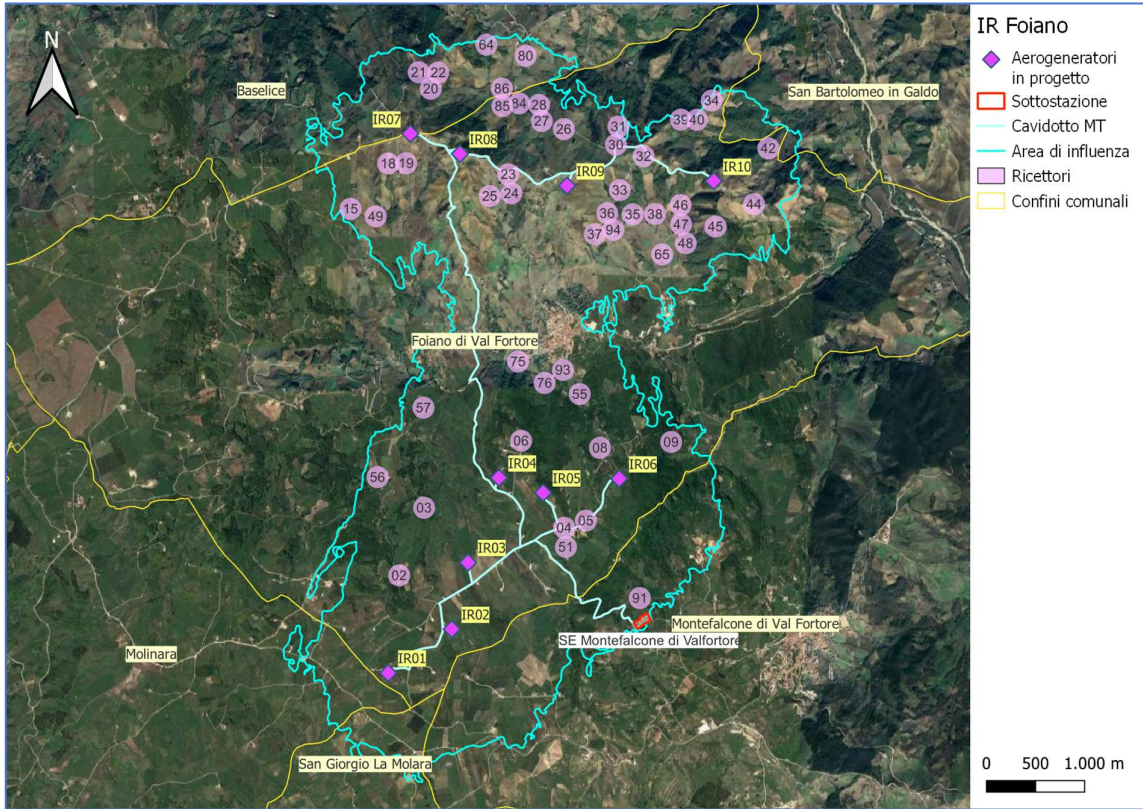 N
64
80
21
22
20
Baselice
86
84
28
85
27
26
31
30
32
39
40
34
San Bartolomeo in Galdo
42
IR07
IR08
18
19
23
24
25
IR09
33
IR10
15
49
36
35
38
46
44
37
94
47
45
48
65
Foiano di Val Fortore
75
93
76
55
57
06
08
09
56
IR04
IR05
IR06
03
04
05
51
IR03
02
91
IR02
SE Montefalcone di Valfortore
Montefalcone di Val Fortore
Molinara
IR01
San Giorgio La Molara
IR Foiano
Aerogeneratori
in progetto
Sottostazione
Cavidotto MT
Area di influenza
Ricettori
Confini comunali
0 500 1.000 m